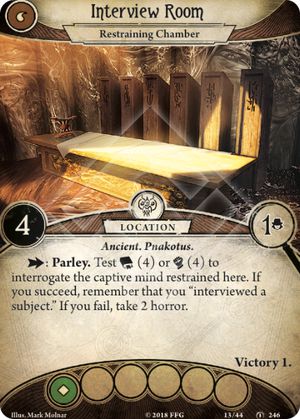 Interview Room
Restraining Chamber
4
LOCATION
1
Ancient. Pnakotus.
: Parley. Test (4) or (4) to
interrogate the captive mind restrained here. If
you succeed, remember that you “interviewed a
subject.” If you fail, take 2 horror.
Victory 1.
Illus. Mark Molnar
© 2018 FFG
13/44
246